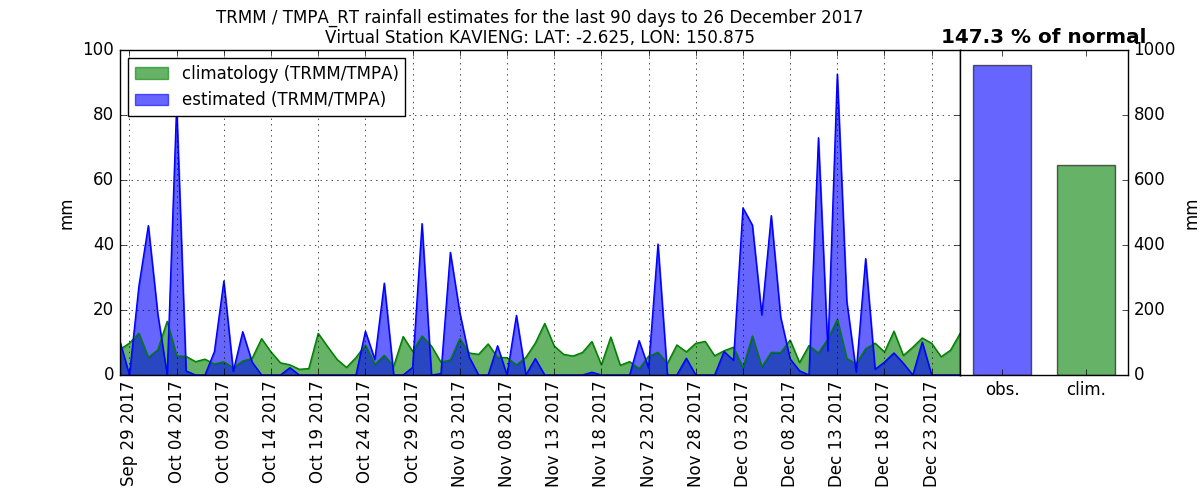 TRMM / TMPA_RT rainfall estimates for the last 90 days to 26 December 2017
Virtual Station KAVIENG: LAT: -2.625, LON: 150.875
147.3 % of normal
climatology (TRMM/TMPA)
estimated (TRMM/TMPA)
100
80
60
40
20
0
mm
1000
800
600
400
200
0
mm
Sep 29 2017
Oct 04 2017
Oct 09 2017
Oct 14 2017
Oct 19 2017
Oct 24 2017
Oct 29 2017
Nov 03 2017
Nov 08 2017
Nov 13 2017
Nov 18 2017
Nov 23 2017
Nov 28 2017
Dec 03 2017
Dec 08 2017
Dec 13 2017
Dec 18 2017
Dec 23 2017
obs.
clim.